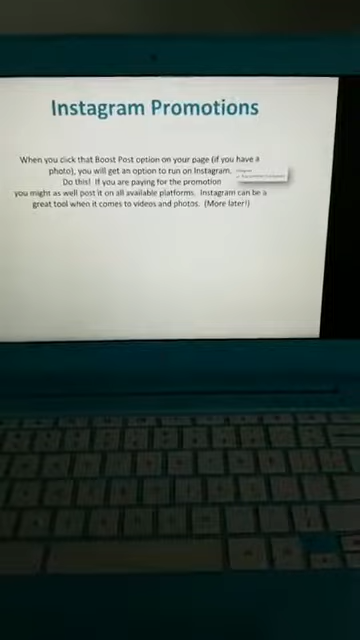 Instagram Promotions
When you click that Boost Post option on your page (if you have a
photo), you will get an option to run on Instagram.
Do this! If you are paying for the promotion
you might as well post it on all available platforms. Instagram can be a
great tool when it comes to videos and photos. (More later!)